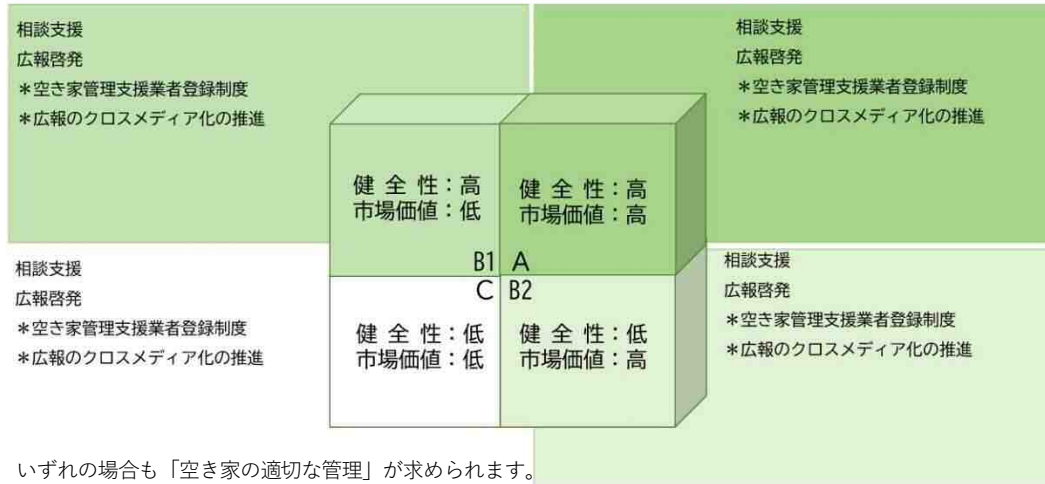 相談支援
広報啓発
＊空き家管理支援業者登録制度
＊広報のクロスメディア化の推進
相談支援
広報啓発
＊空き家管理支援業者登録制度
＊広報のクロスメディア化の推進
健 全 性：高
市場価値：低
健 全 性：高
市場価値：高
B1
A
C
B2
健 全 性：低
市場価値：低
健 全 性：低
市場価値：高
相談支援
広報啓発
＊空き家管理支援業者登録制度
＊広報のクロスメディア化の推進
相談支援
広報啓発
＊空き家管理支援業者登録制度
＊広報のクロスメディア化の推進
いずれの場合も「空き家の適切な管理」が求められます。